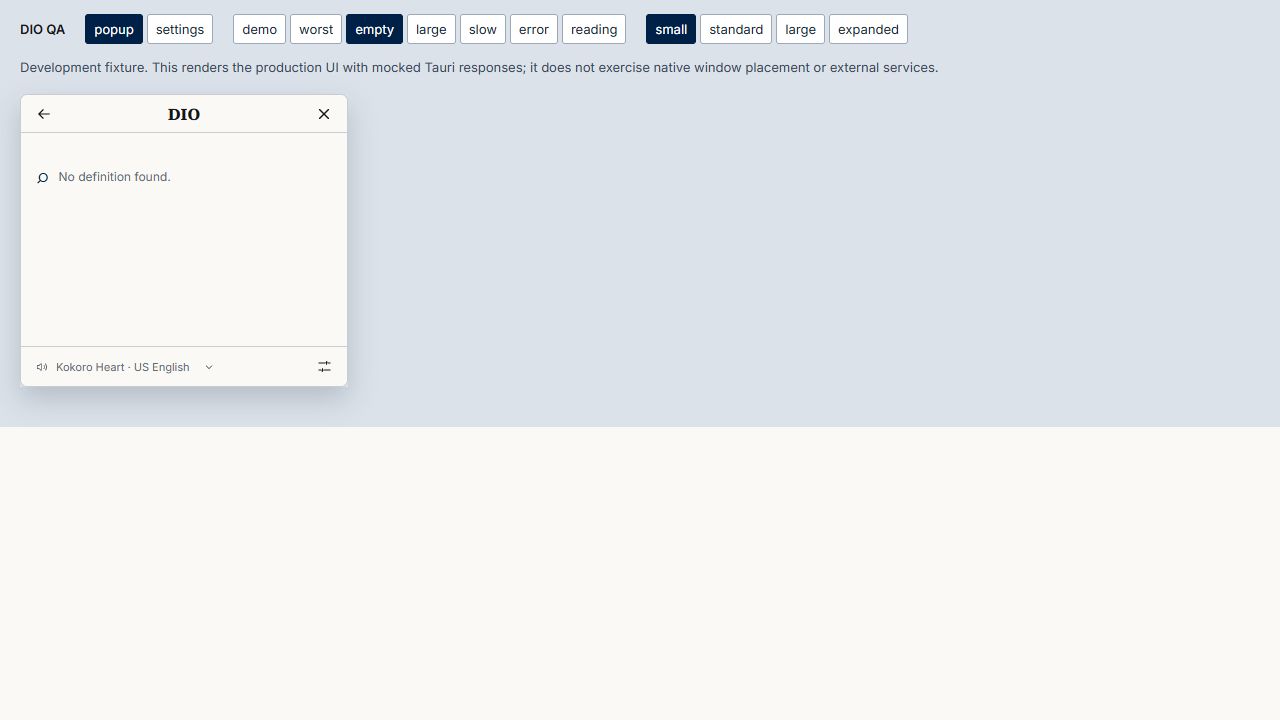 DIO QA popup settings demo worst empty large slow error reading small standard large expanded
Development fixture. This renders the production UI with mocked Tauri responses; it does not exercise native window placement or external services.
DIO
No definition found.
Kokoro Heart · US English